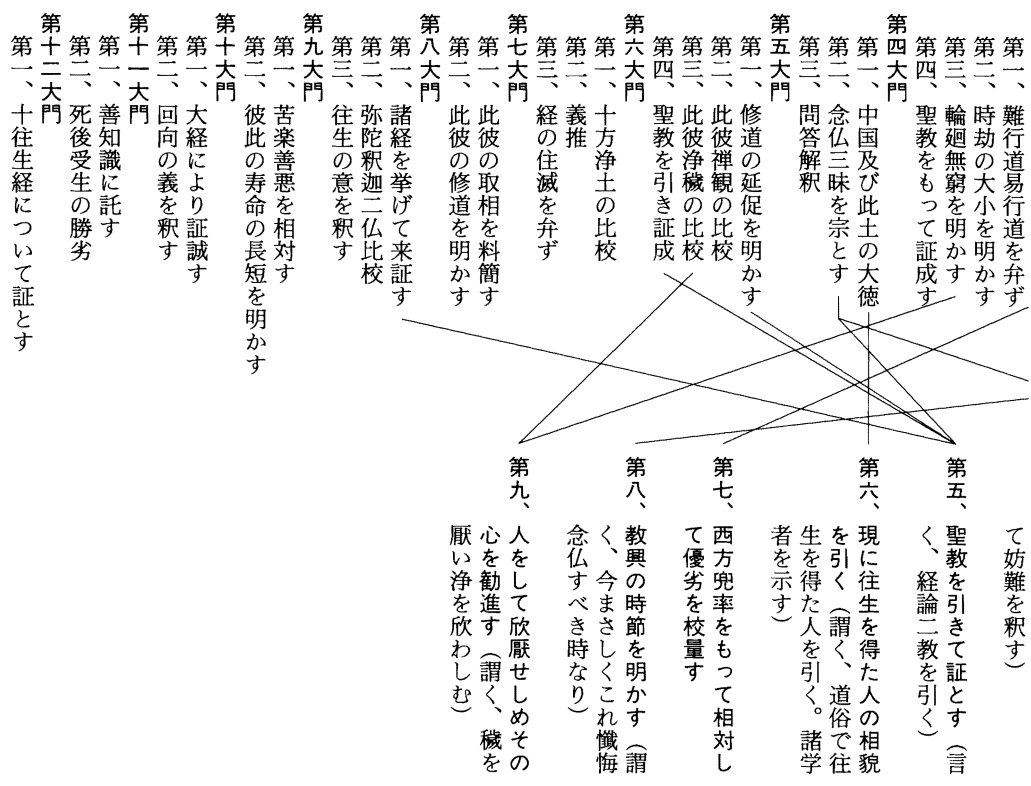 第一、難行道易行道を弁ず
第二、時劫の大小を明かす
第三、輪廻無窮を明かす
第四、聖教をもって証成す
第四大門
第一、中国及び此土の大徳
第二、念仏三昧を宗とす
第三、問答解釈
第五大門
第一、修道の延促を明かす
第二、此彼禅観の比校
第三、此彼浄穢の比校
第四、聖教を引き証成
第六大門
第一、十方浄土の比校
第二、義推
第三、経の住滅を弁ず
第七大門
第一、此彼の取相を料簡す
第二、此彼の修道を明かす
第八大門
第一、諸経を挙げて来証す
第二、弥陀釈迦二仏比校
第三、往生の意を釈す
第九大門
第一、苦楽善悪を相対す
第二、彼此の寿命の長短を明かす
第十大門
第一、大経により証誠す
第二、回向の義を釈す
第十一大門
第一、善知識に託す
第二、死後受生の勝劣
第十二大門
第一、十往生経について証とす
て妨難を釈す）
第五、聖教を引きて証とす（言
く、経論二教を引く）
第六、現に往生を得た人の相貌
を引く（謂く、道俗で往
生を得た人を引く。諸学
者を示す）
第七、西方兜率をもって相対し
て優劣を校量す
第八、教興の時節を明かす（謂
く、今まさしくこれ懺悔
念仏すべき時なり）
第九、人をして欣厭せしめその
心を勧進す（謂く、穢を
厭い浄を欣わしむ）